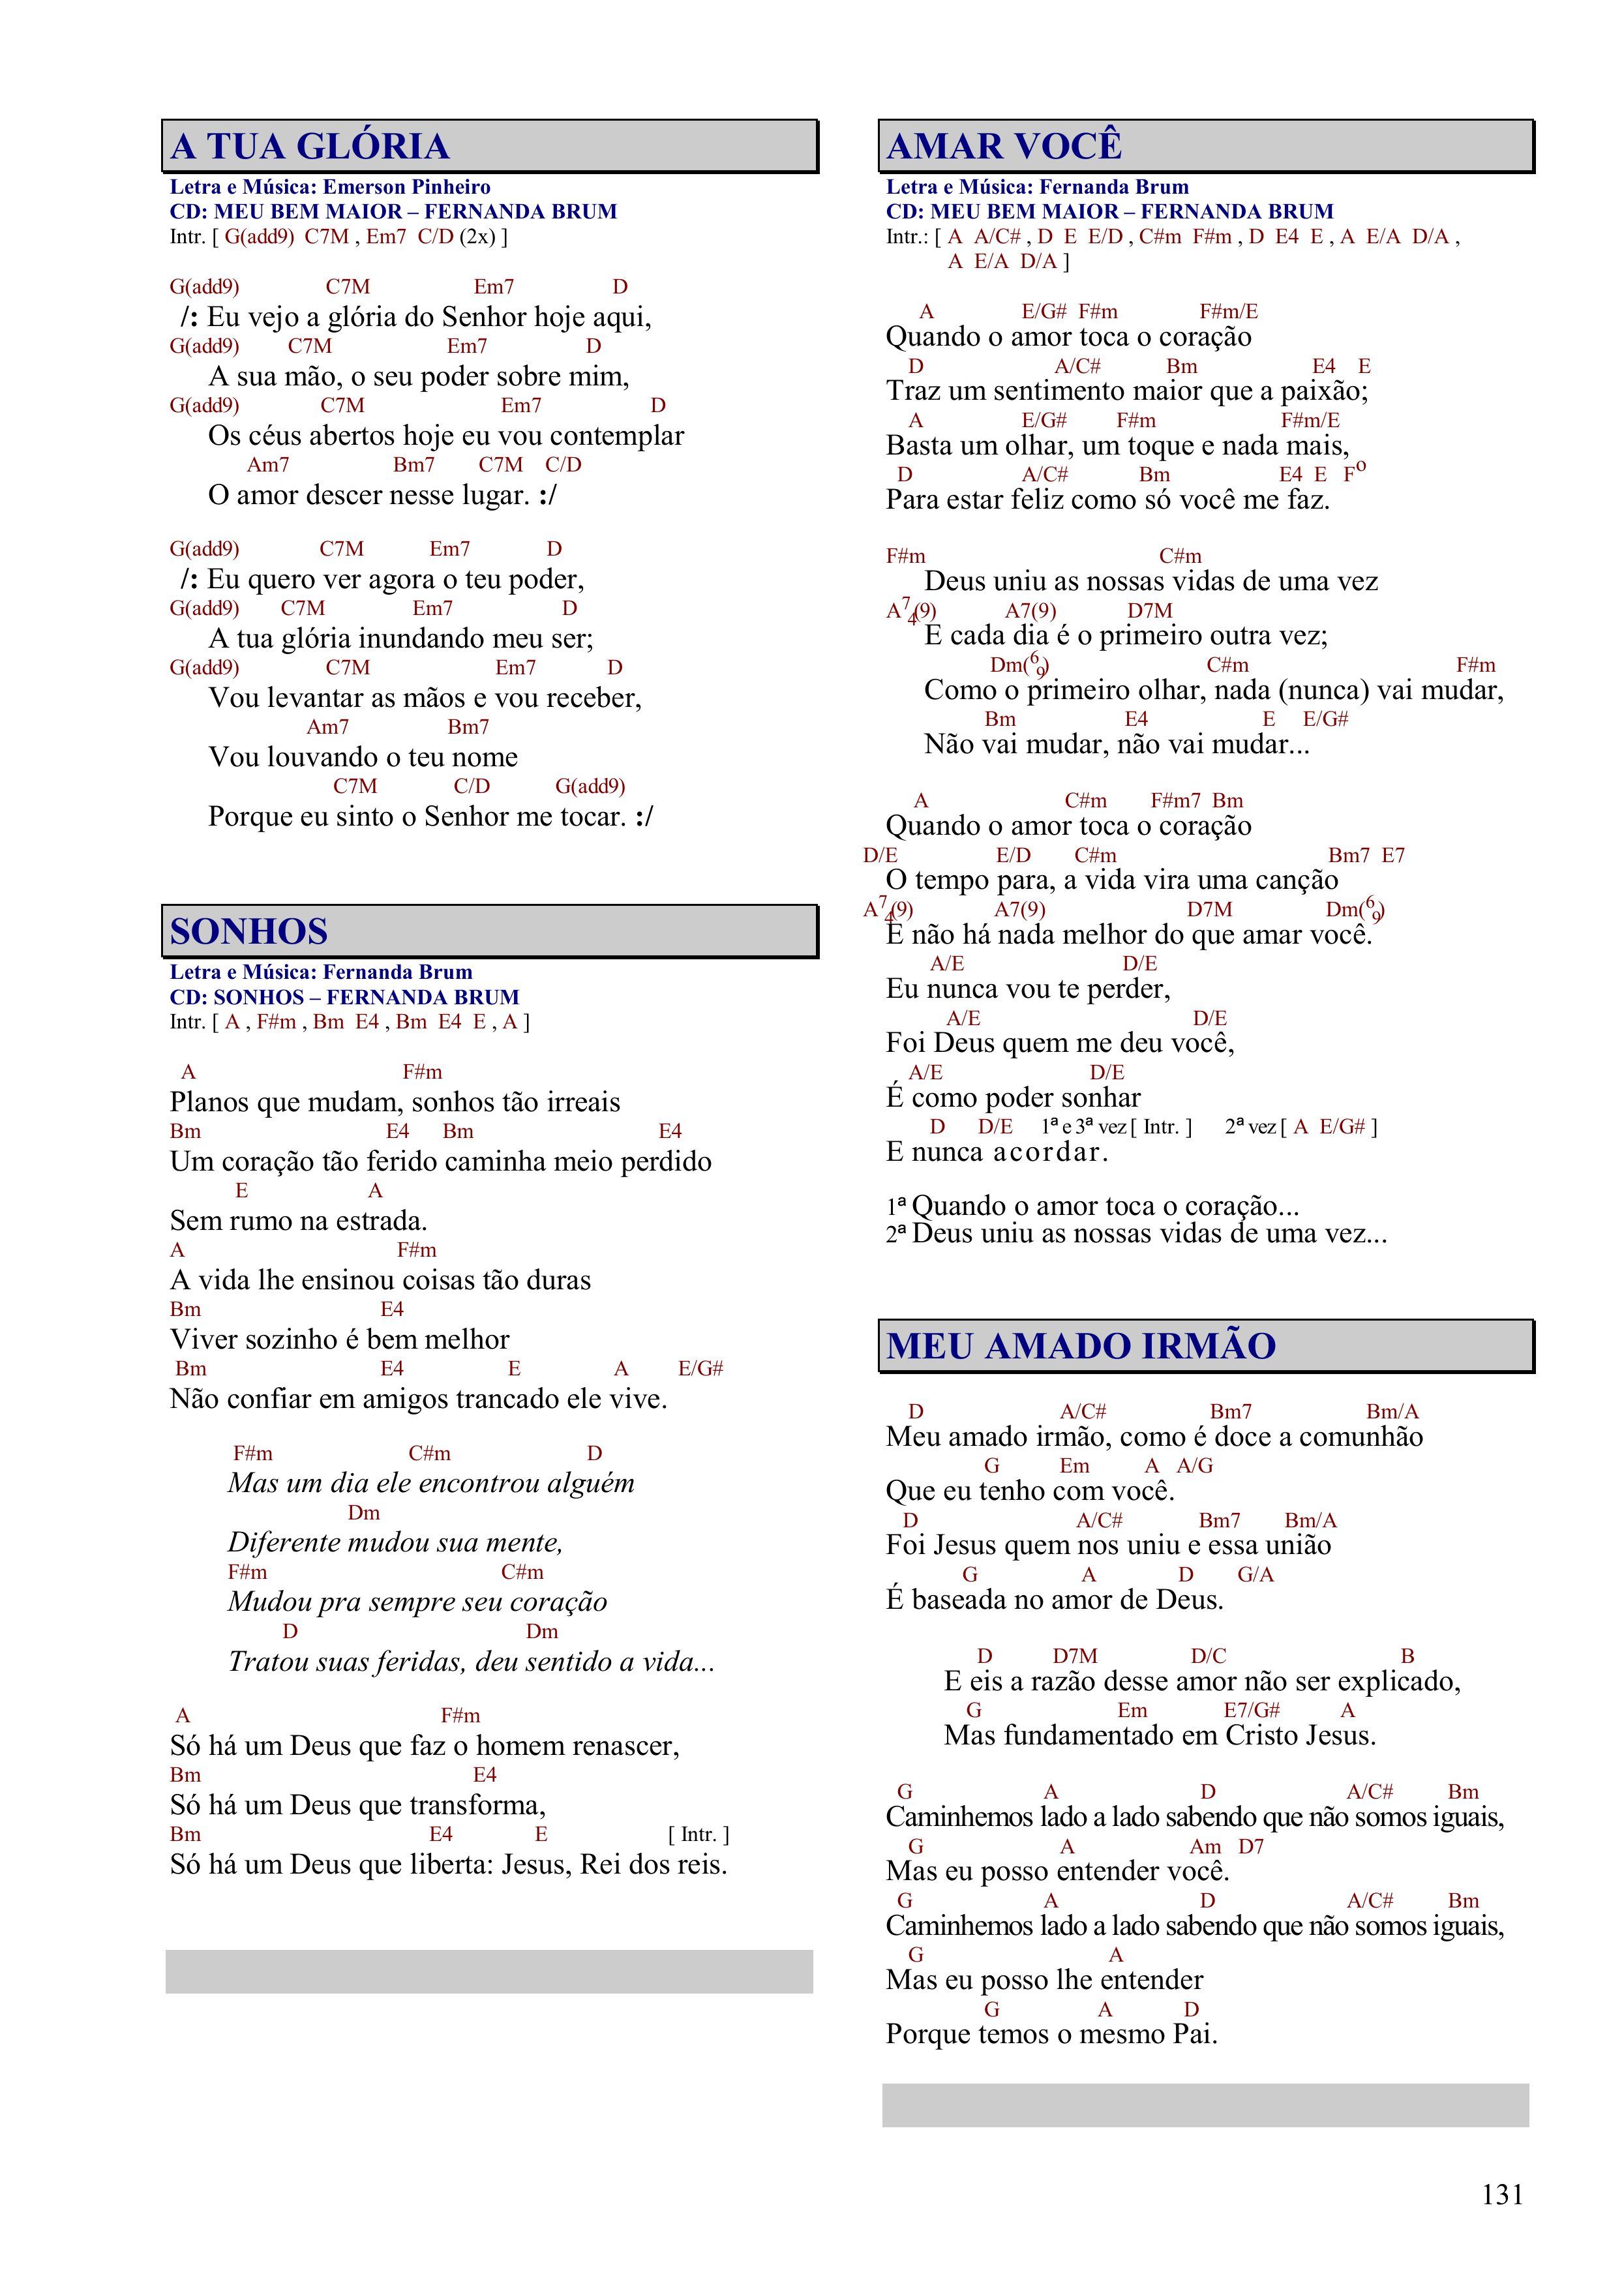 A TUA GLÓRIA
Letra e Música: Emerson Pinheiro
CD: MEU BEM MAIOR – FERNANDA BRUM
Intr. [ G(add9)  C7M , Em7  C/D (2x) ]
G(add9)  C7M  Em7  D
/: Eu vejo a glória do Senhor hoje aqui,
G(add9)  C7M  Em7  D
A sua mão, o seu poder sobre mim,
G(add9)  C7M  Em7  D
Os céus abertos hoje eu vou contemplar
Am7  Bm7  C7M  C/D
O amor descer nesse lugar. :/
G(add9)  C7M  Em7  D
/: Eu quero ver agora o teu poder,
G(add9)  C7M  Em7  D
A tua glória inundando meu ser;
G(add9)  C7M  Em7  D
Vou levantar as mãos e vou receber,
Am7  Bm7
Vou louvando o teu nome
C7M  C/D  G(add9)
Porque eu sinto o Senhor me tocar. :/
SONHOS
Letra e Música: Fernanda Brum
CD: SONHOS – FERNANDA BRUM
Intr. [ A , F#m , Bm  E4 , Bm  E4  E , A ]
A  F#m
Planos que mudam, sonhos tão irreais
Bm  E4  Bm  E4
Um coração tão ferido caminha meio perdido
E  A
Sem rumo na estrada.
A  F#m
A vida lhe ensinou coisas tão duras
Bm  E4
Viver sozinho é bem melhor
Bm  E4  E  A  E/G#
Não confiar em amigos trancado ele vive.
F#m  C#m  D
Mas um dia ele encontrou alguém
Dm
Diferente mudou sua mente,
F#m  C#m
Mudou pra sempre seu coração
D  Dm
Tratou suas feridas, deu sentido a vida...
A  F#m
Só há um Deus que faz o homem renascer,
Bm  E4
Só há um Deus que transforma,
Bm  E4  E  [ Intr. ]
Só há um Deus que liberta: Jesus, Rei dos reis.
AMAR VOCÊ
Letra e Música: Fernanda Brum
CD: MEU BEM MAIOR – FERNANDA BRUM
Intr.: [ A  A/C# , D  E  E/D , C#m  F#m , D  E4  E , A  E/A  D/A ,
A  E/A  D/A ]
A  E/G#  F#m  F#m/E
Quando o amor toca o coração
D  A/C#  Bm  E4  E
Traz um sentimento maior que a paixão;
A  E/G#  F#m  F#m/E
Basta um olhar, um toque e nada mais,
D  A/C#  Bm  E4  E  Fº
Para estar feliz como só você me faz.
F#m  C#m
Deus uniu as nossas vidas de uma vez
A7 4(9)  A7(9)  D7M
E cada dia é o primeiro outra vez;
Dm(6 9)  C#m  F#m
Como o primeiro olhar, nada (nunca) vai mudar,
Bm  E4  E  E/G#
Não vai mudar, não vai mudar...
A  C#m  F#m7  Bm
Quando o amor toca o coração
D/E  E/D  C#m  Bm7  E7
O tempo para, a vida vira uma canção
A7 4(9)  A7(9)  D7M  Dm(6 9)
E não há nada melhor do que amar você.
A/E  D/E
Eu nunca vou te perder,
A/E  D/E
Foi Deus quem me deu você,
A/E  D/E
É como poder sonhar
D  D/E  1ª e 3ª vez [ Intr. ]  2ª vez [ A  E/G# ]
E nunca acordar.
1ª Quando o amor toca o coração...
2ª Deus uniu as nossas vidas de uma vez...
MEU AMADO IRMÃO
D  A/C#  Bm7  Bm/A
Meu amado irmão, como é doce a comunhão
G  Em  A  A/G
Que eu tenho com você.
D  A/C#  Bm7  Bm/A
Foi Jesus quem nos uniu e essa união
G  A  D  G/A
É baseada no amor de Deus.
D  D7M  D/C  B
E eis a razão desse amor não ser explicado,
G  Em  E7/G#  A
Mas fundamentado em Cristo Jesus.
G  A  D  A/C#  Bm
Caminhemos lado a lado sabendo que não somos iguais,
G  A  Am  D7
Mas eu posso entender você.
G  A  D  A/C#  Bm
Caminhemos lado a lado sabendo que não somos iguais,
G  A
Mas eu posso lhe entender
G  A  D
Porque temos o mesmo Pai.
131